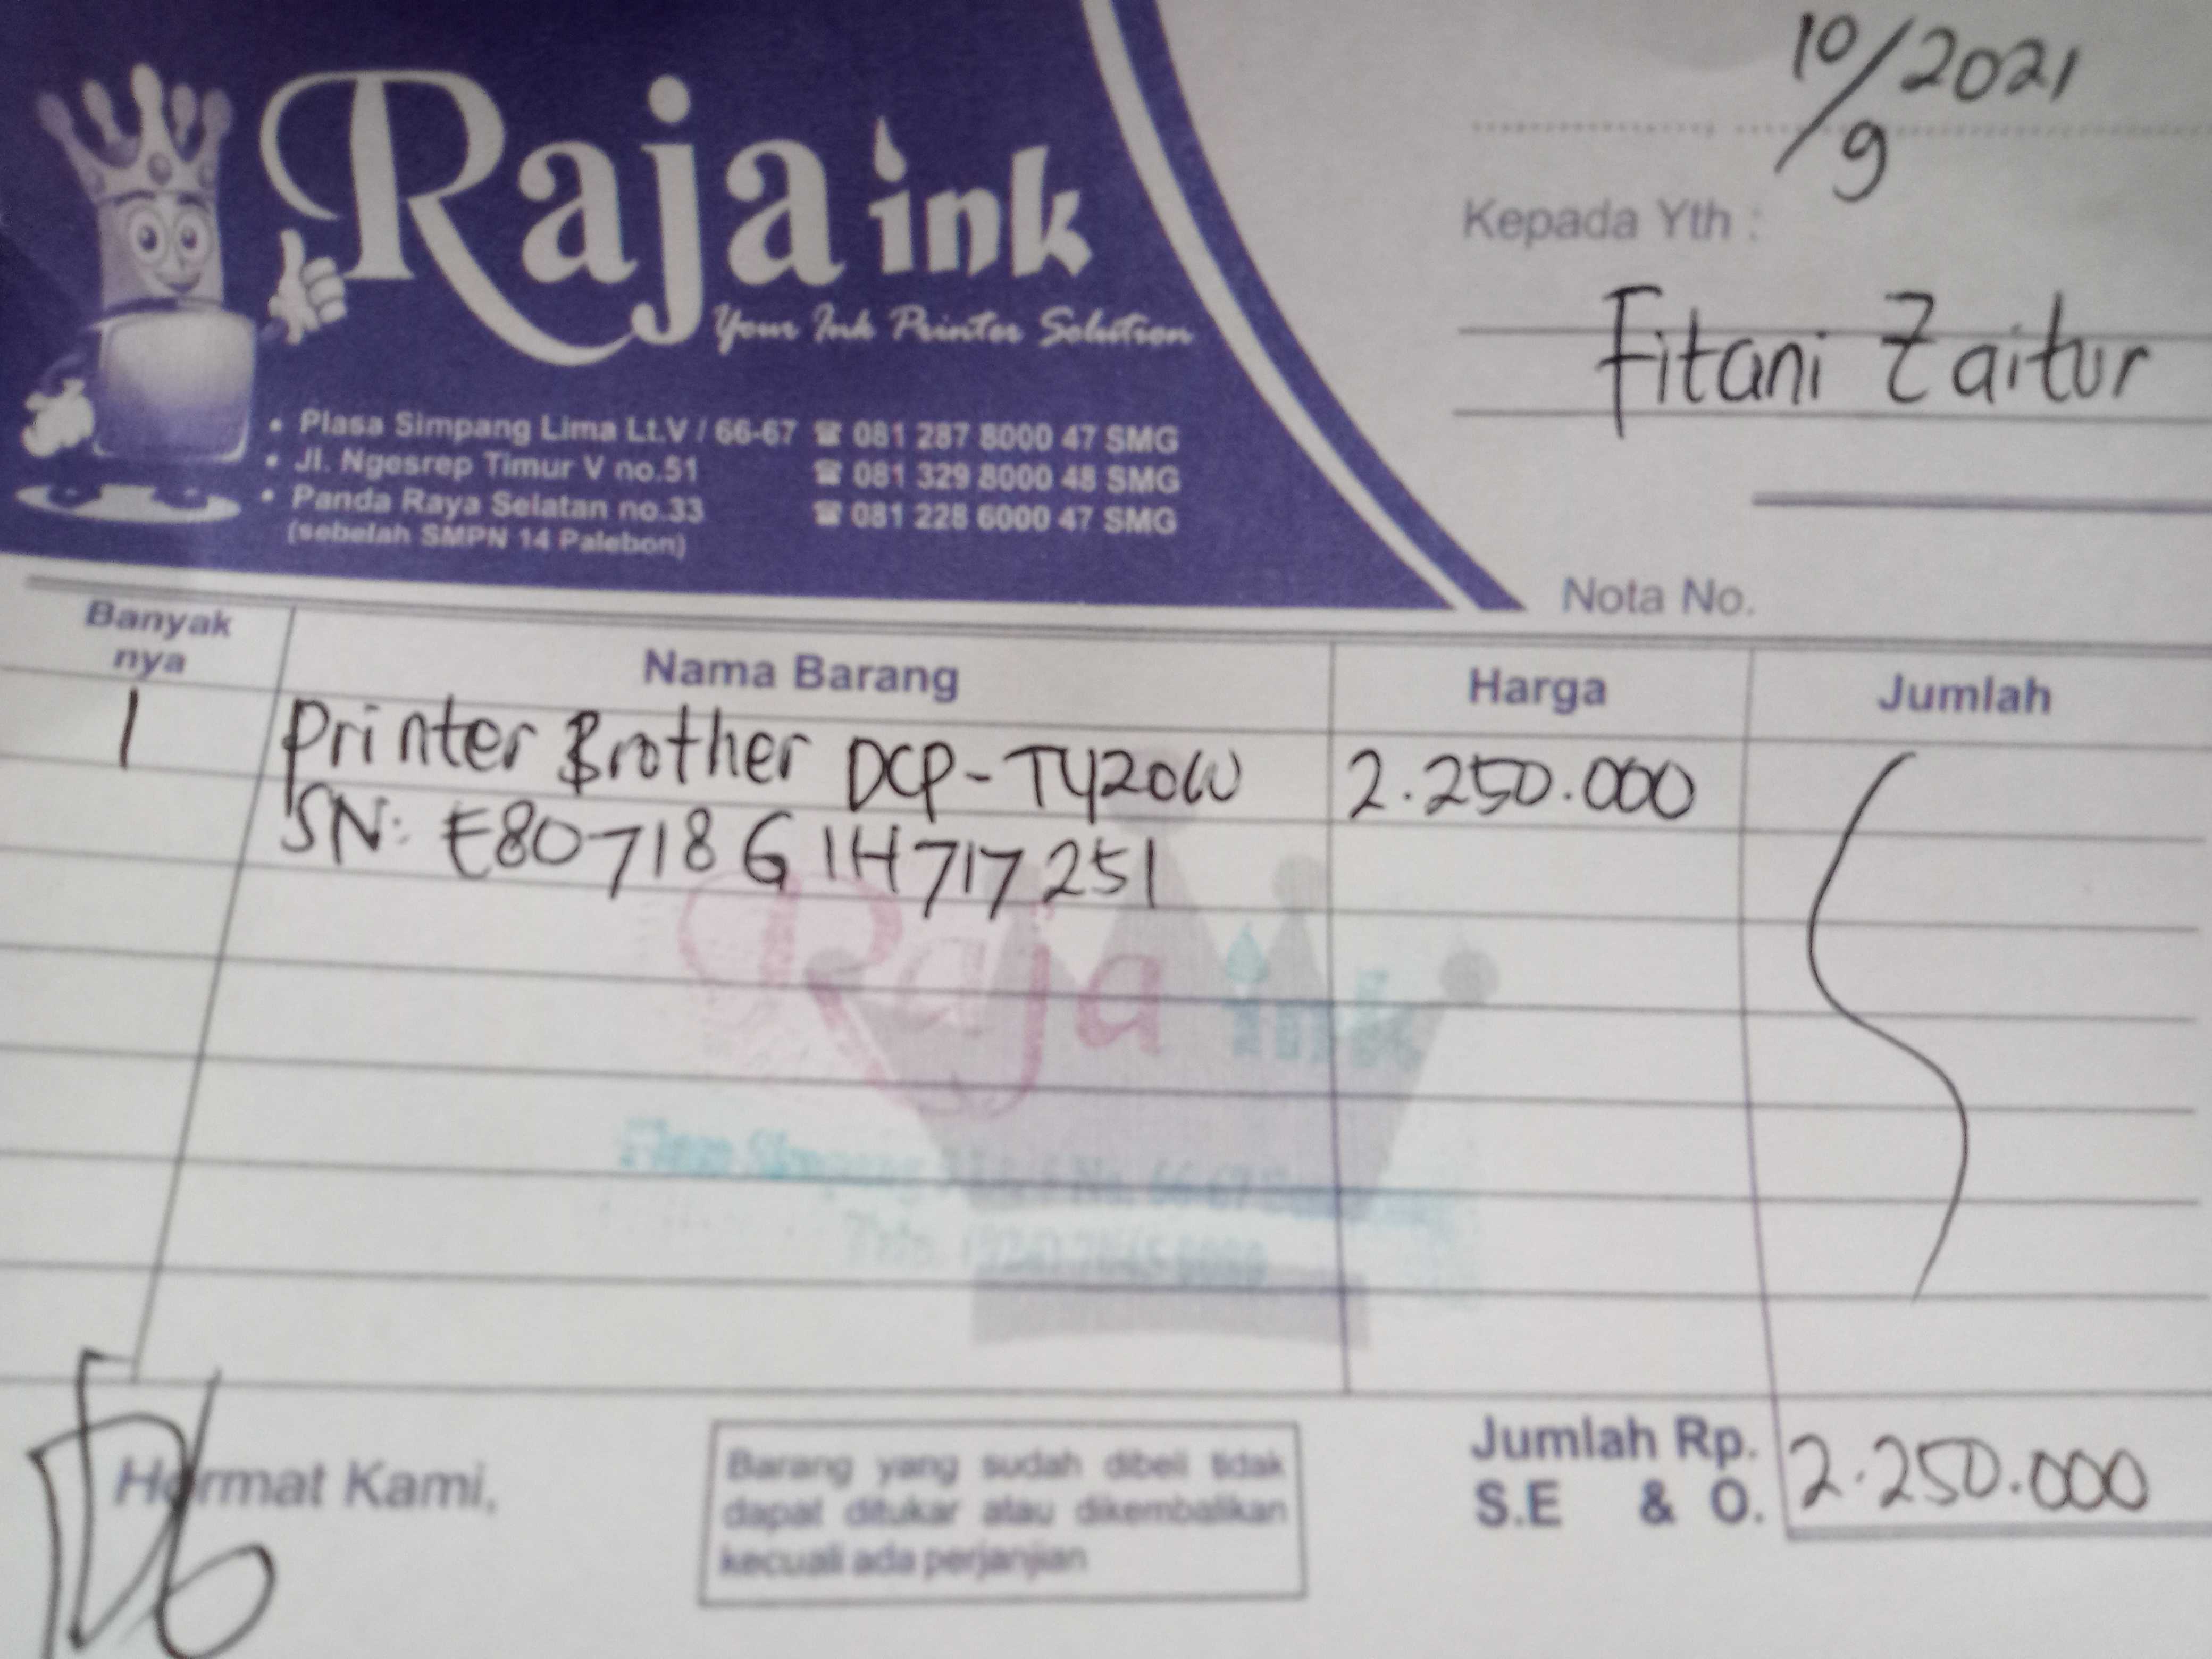 10/9/2021
Raja ink
Your Ink Printer Solution
Kepada Yth :
Fitani Zaitur
• Plasa Simpang Lima Lt.V / 66-67 ☎ 081 287 8000 47 SMG
• Jl. Ngesrep Timur V no.51 ☎ 081 329 8000 48 SMG
• Panda Raya Selatan no.33 ☎ 081 228 6000 47 SMG
(sebelah SMPN 14 Palebon)
Nota No.
Banyak
nya
Nama Barang
Harga
Jumlah
1 Printer Brother DCP-T420W 2.250.000
SN: E80718G1H717251
Raja ink
Plasa Simpang
Hormat Kami,
Barang yang sudah dibeli tidak
dapat ditukar atau dikembalikan
kecuali ada perjanjian
Jumlah Rp. 2.250.000
S.E & O.